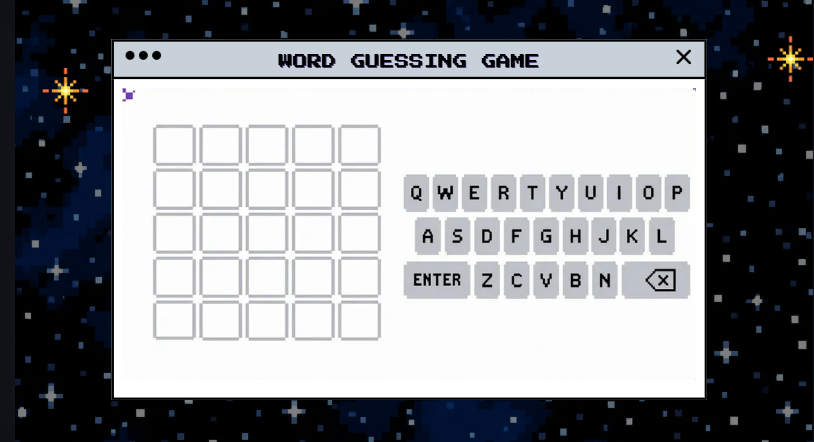 WORD GUESSING GAME
Q W E R T Y U I O P
A S D F G H J K L
ENTER Z C V B N